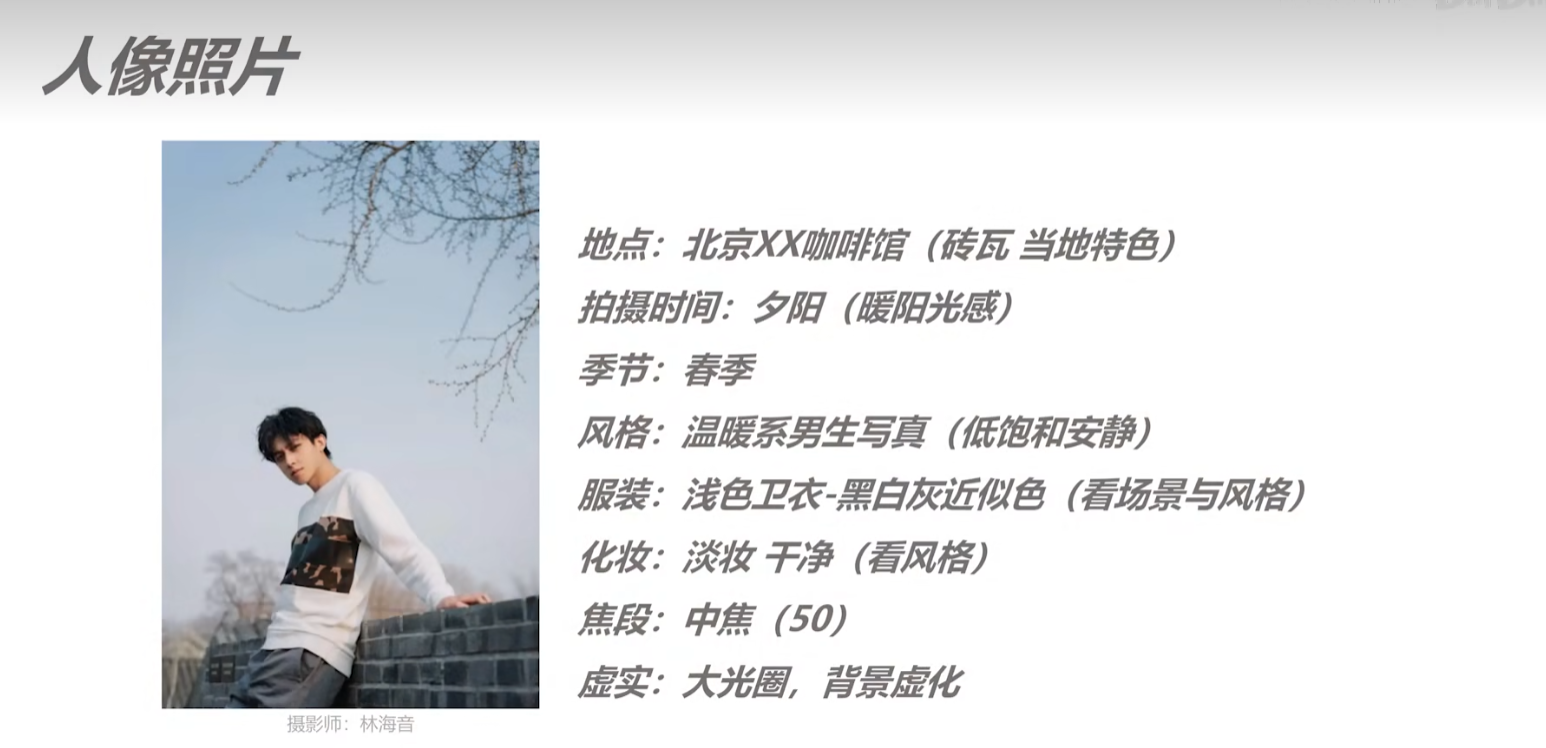 人像照片
地点：北京XX咖啡馆（砖瓦 当地特色）
拍摄时间：夕阳（暖阳光感）
季节：春季
风格：温暖系男生写真（低饱和安静）
服装：浅色卫衣-黑白灰近似色（看场景与风格）
化妆：淡妆 干净（看风格）
焦段：中焦（50）
虚实：大光圈，背景虚化
摄影师：林海音